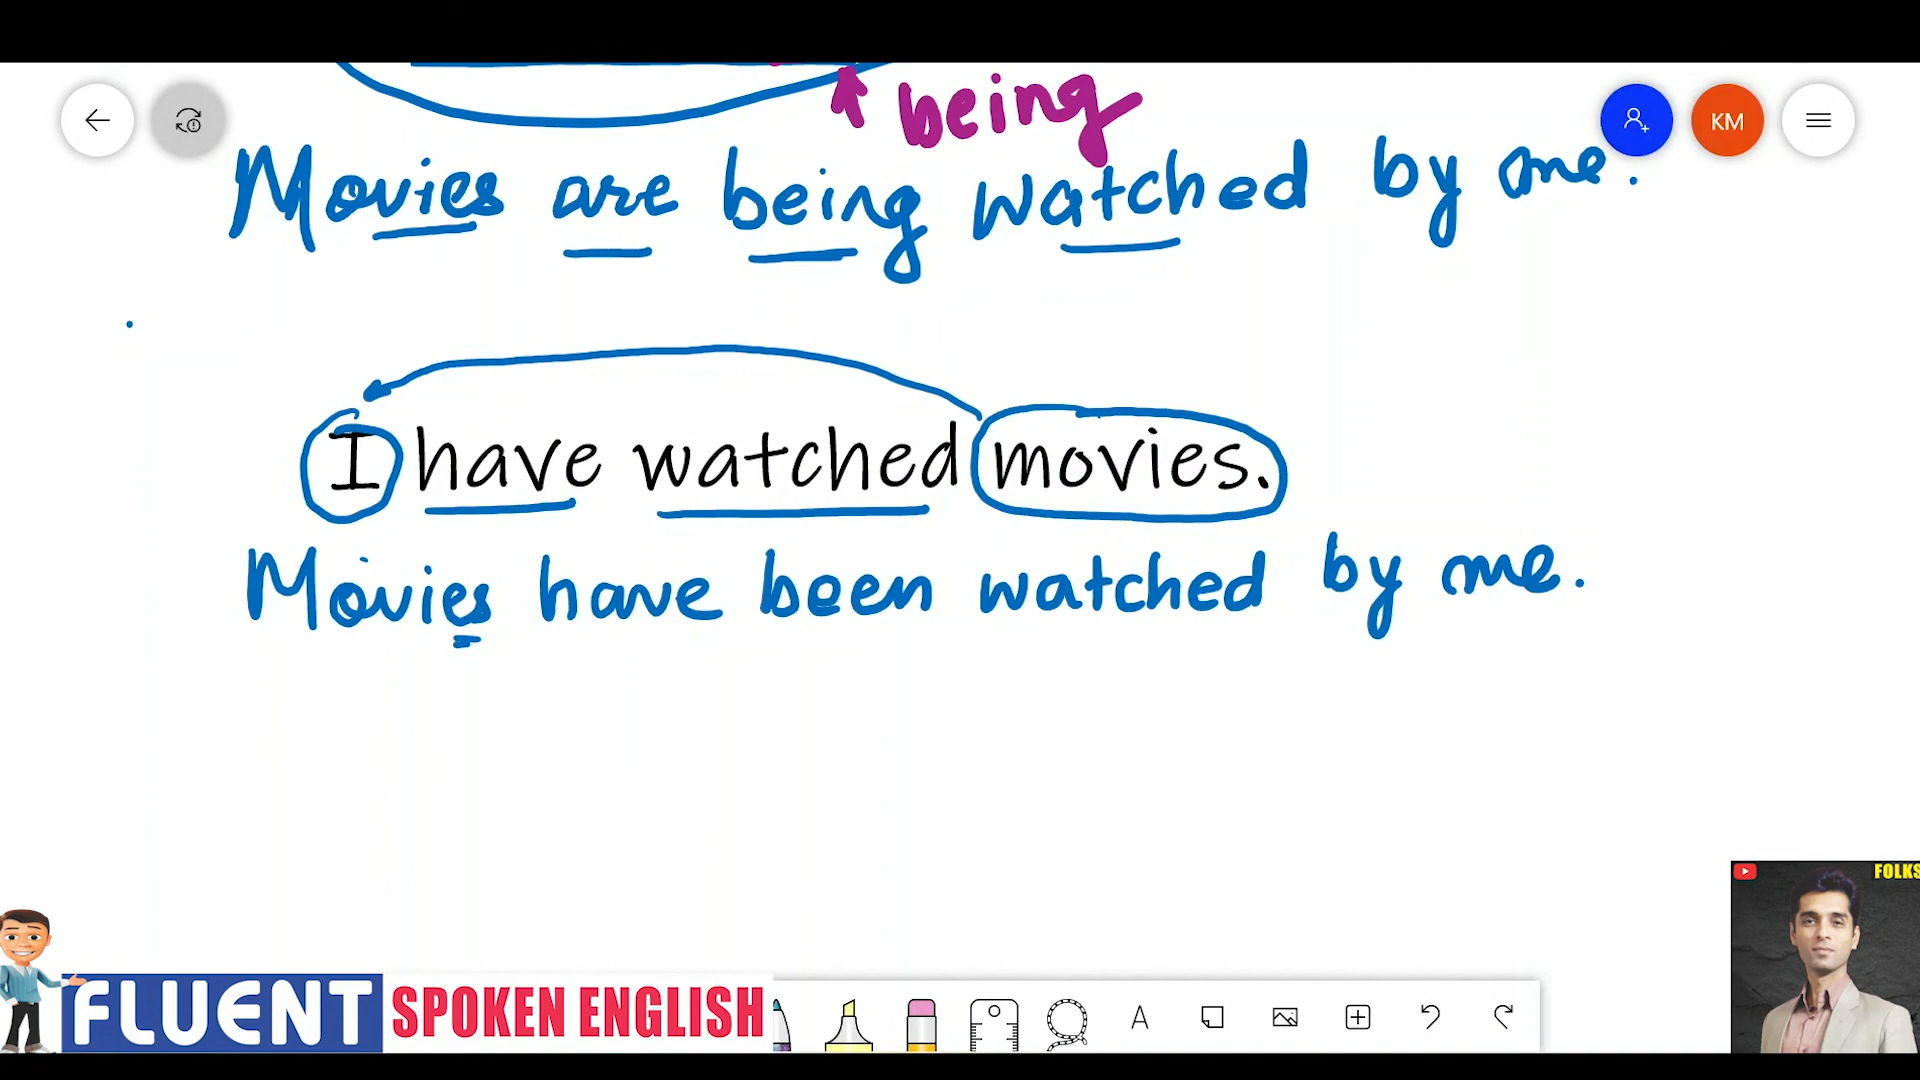 being
Movies are being watched by me.
KM
I have watched movies.
Movies have been watched by me.
FOLKS
FLUENT SPOKEN ENGLISH
A